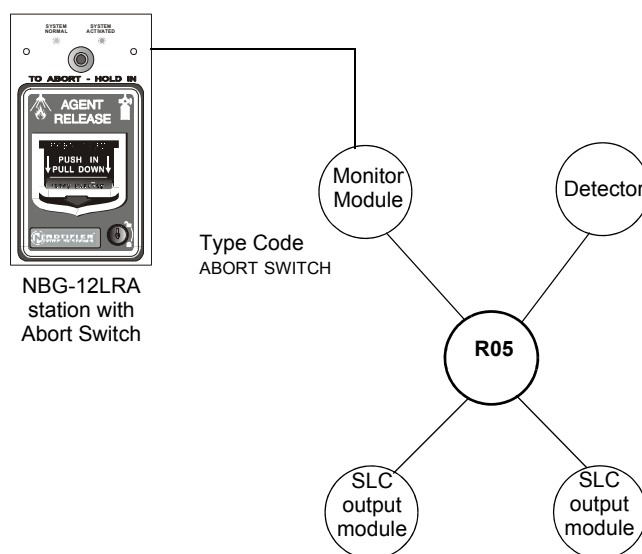 SYSTEM
NORMAL
SYSTEM
ACTIVATED
TO ABORT - HOLD IN
AGENT
RELEASE
PUSH IN
PULL DOWN
NOTIFIER
NBG-12LRA
station with
Abort Switch
Monitor
Module
Detector
Type Code
ABORT SWITCH
R05
SLC
output
module
SLC
output
module